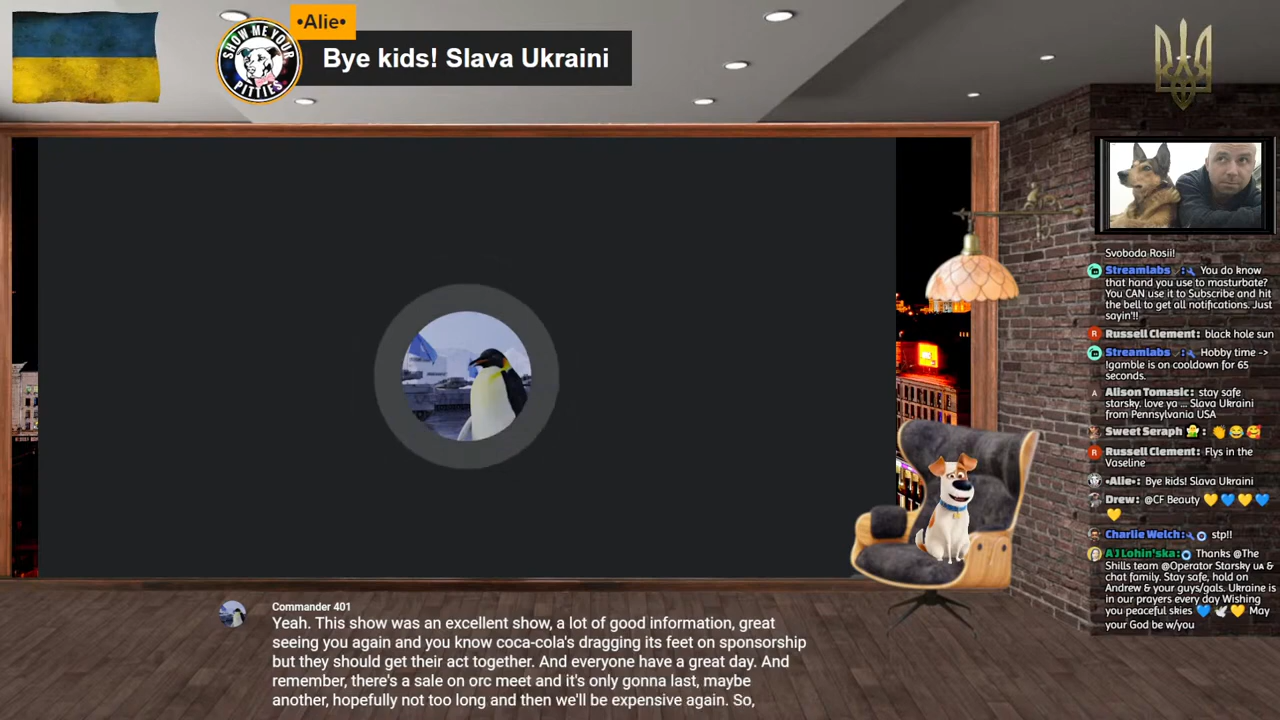 •Alie•
SHOW ME YOUR
PITTIES
Bye kids! Slava Ukraini
Svoboda Rosii!
Streamlabs : You do know
that hand you use to masturbate?
You CAN use it to Subscribe and hit
the bell to get all notifications. Just
sayin'!!
Russell Clement: black hole sun
Streamlabs : Hobby time ->
!gamble is on cooldown for 65
seconds.
Alison Tomasic: stay safe
starsky. love ya ... Slava Ukraini
from Pennsylvania USA
Sweet Seraph : 👏 😂 🥰
Russell Clement: Flys in the
Vaseline
•Alie•: Bye kids! Slava Ukraini
Drew: @CF Beauty 💛 💙 💛 💙
💛
Charlie Welch: stp!!
AJ Lohin'ska: Thanks @The
Shills team @Operator Starsky UA &
chat family. Stay safe, hold on
Andrew & your guys/gals. Ukraine is
in our prayers every day Wishing
you peaceful skies 💙 🕊 💛 May
your God be w/you
Commander 401
Yeah. This show was an excellent show, a lot of good information, great
seeing you again and you know coca-cola's dragging its feet on sponsorship
but they should get their act together. And everyone have a great day. And
remember, there's a sale on orc meet and it's only gonna last, maybe
another, hopefully not too long and then we'll be expensive again. So,